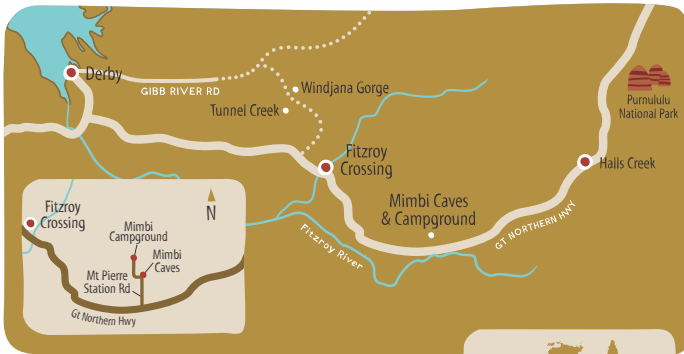 Derby
GIBB RIVER RD
Windjana Gorge
Tunnel Creek
Purnululu
National Park
Fitzroy
Crossing
Halls Creek
Mimbi Caves
& Campground
GT NORTHERN HWY
Fitzroy River
N
Fitzroy
Crossing
Mimbi
Campground
Mimbi
Caves
Mt Pierre
Station Rd
Gt Northern Hwy